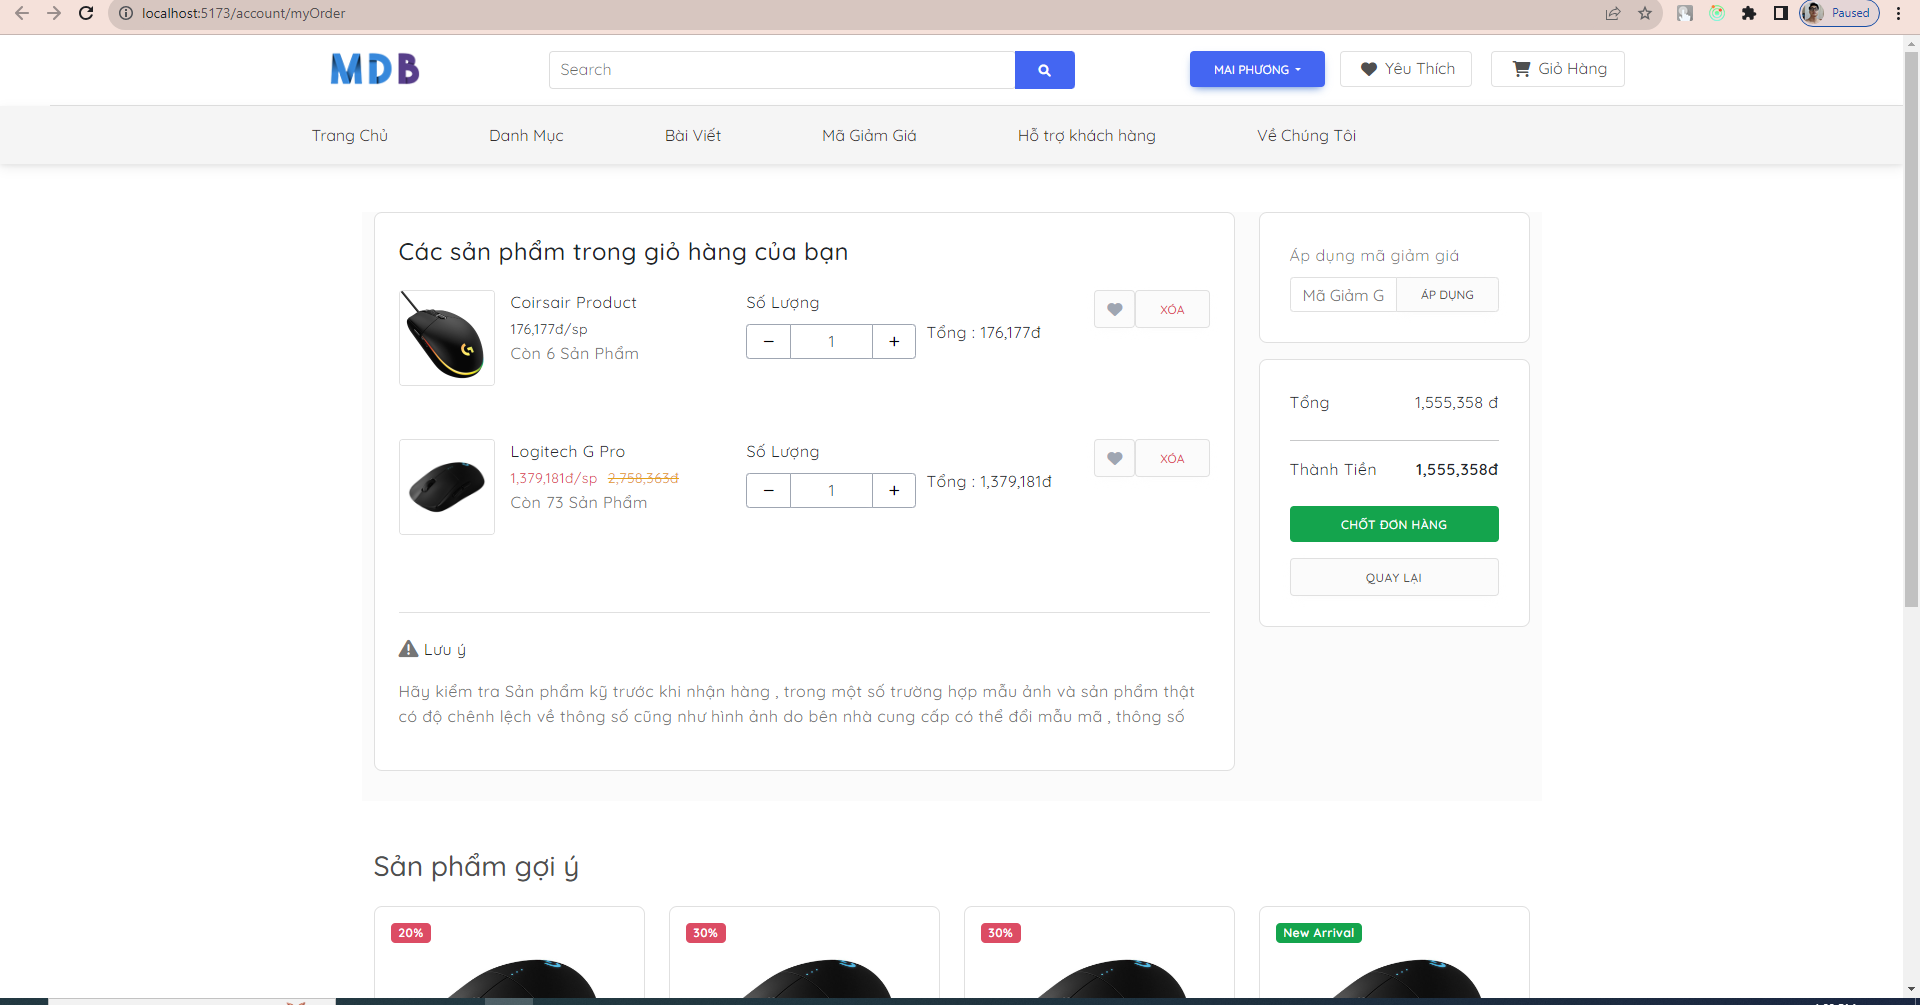 localhost:5173/account/myOrder
Paused
MDB
Search
MAI PHƯƠNG
Yêu Thích
Giỏ Hàng
Trang Chủ
Danh Mục
Bài Viết
Mã Giảm Giá
Hỗ trợ khách hàng
Về Chúng Tôi
Các sản phẩm trong giỏ hàng của bạn
Coirsair Product
176,177đ/sp
Còn 6 Sản Phẩm
Số Lượng
− 1 +
Tổng : 176,177đ
XÓA
Logitech G Pro
1,379,181đ/sp 2,758,363đ
Còn 73 Sản Phẩm
Số Lượng
− 1 +
Tổng : 1,379,181đ
XÓA
Lưu ý
Hãy kiểm tra Sản phẩm kỹ trước khi nhận hàng , trong một số trường hợp mẫu ảnh và sản phẩm thật
có độ chênh lệch về thông số cũng như hình ảnh do bên nhà cung cấp có thể đổi mẫu mã , thông số
Áp dụng mã giảm giá
Mã Giảm G
ÁP DỤNG
Tổng 1,555,358 đ
Thành Tiền 1,555,358đ
CHỐT ĐƠN HÀNG
QUAY LẠI
Sản phẩm gợi ý
20%
30%
30%
New Arrival